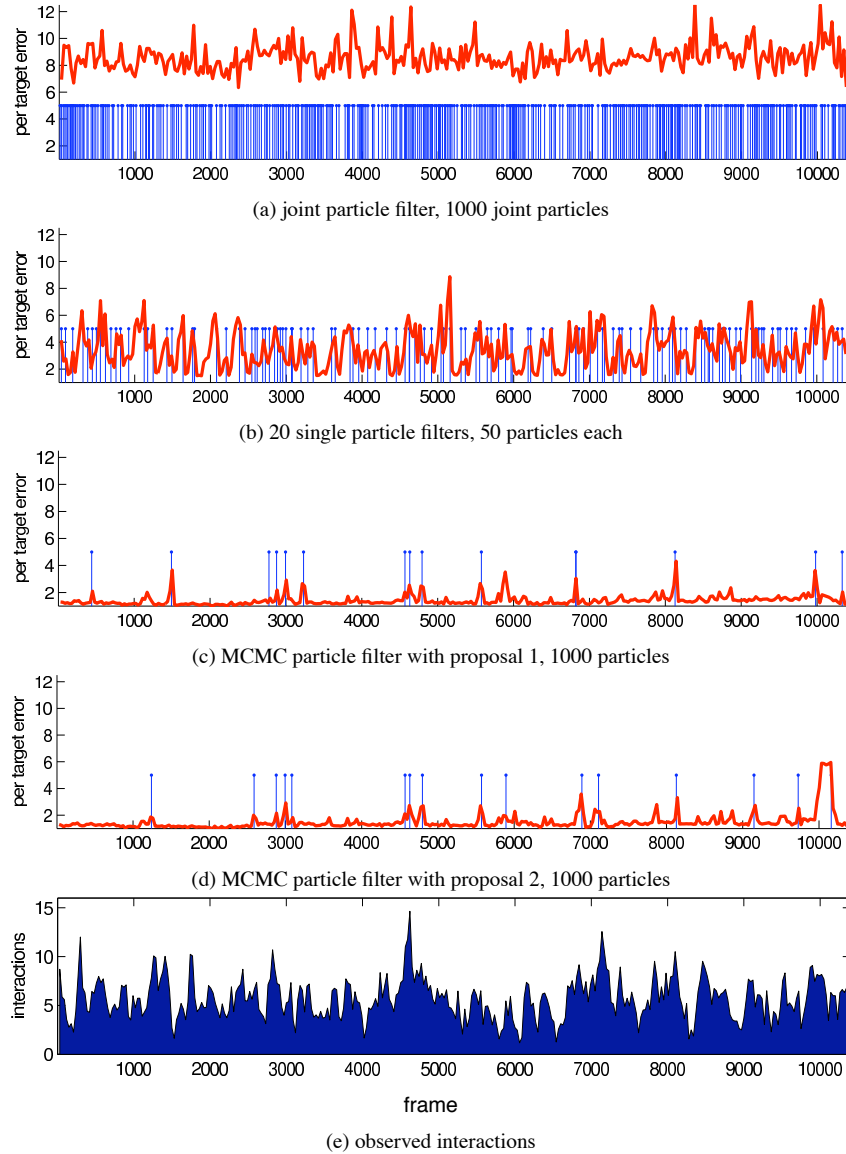 12
10
8
6
4
2
per target error
1000 2000 3000 4000 5000 6000 7000 8000 9000 10000
(a) joint particle filter, 1000 joint particles
12
10
8
6
4
2
per target error
1000 2000 3000 4000 5000 6000 7000 8000 9000 10000
(b) 20 single particle filters, 50 particles each
12
10
8
6
4
2
per target error
1000 2000 3000 4000 5000 6000 7000 8000 9000 10000
(c) MCMC particle filter with proposal 1, 1000 particles
12
10
8
6
4
2
per target error
1000 2000 3000 4000 5000 6000 7000 8000 9000 10000
(d) MCMC particle filter with proposal 2, 1000 particles
15
10
5
0
interactions
1000 2000 3000 4000 5000 6000 7000 8000 9000 10000
frame
(e) observed interactions